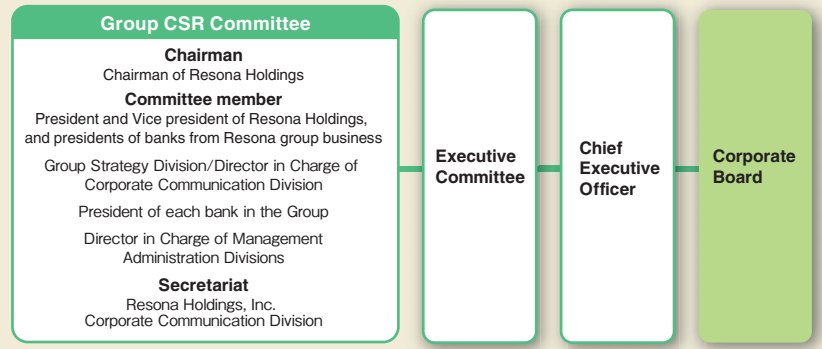 Group CSR Committee
Chairman
Chairman of Resona Holdings
Committee member
President and Vice president of Resona Holdings,
and presidents of banks from Resona group business
Group Strategy Division/Director in Charge of
Corporate Communication Division
President of each bank in the Group
Director in Charge of Management
Administration Divisions
Secretariat
Resona Holdings, Inc.
Corporate Communication Division
Executive
Committee
Chief
Executive
Officer
Corporate
Board